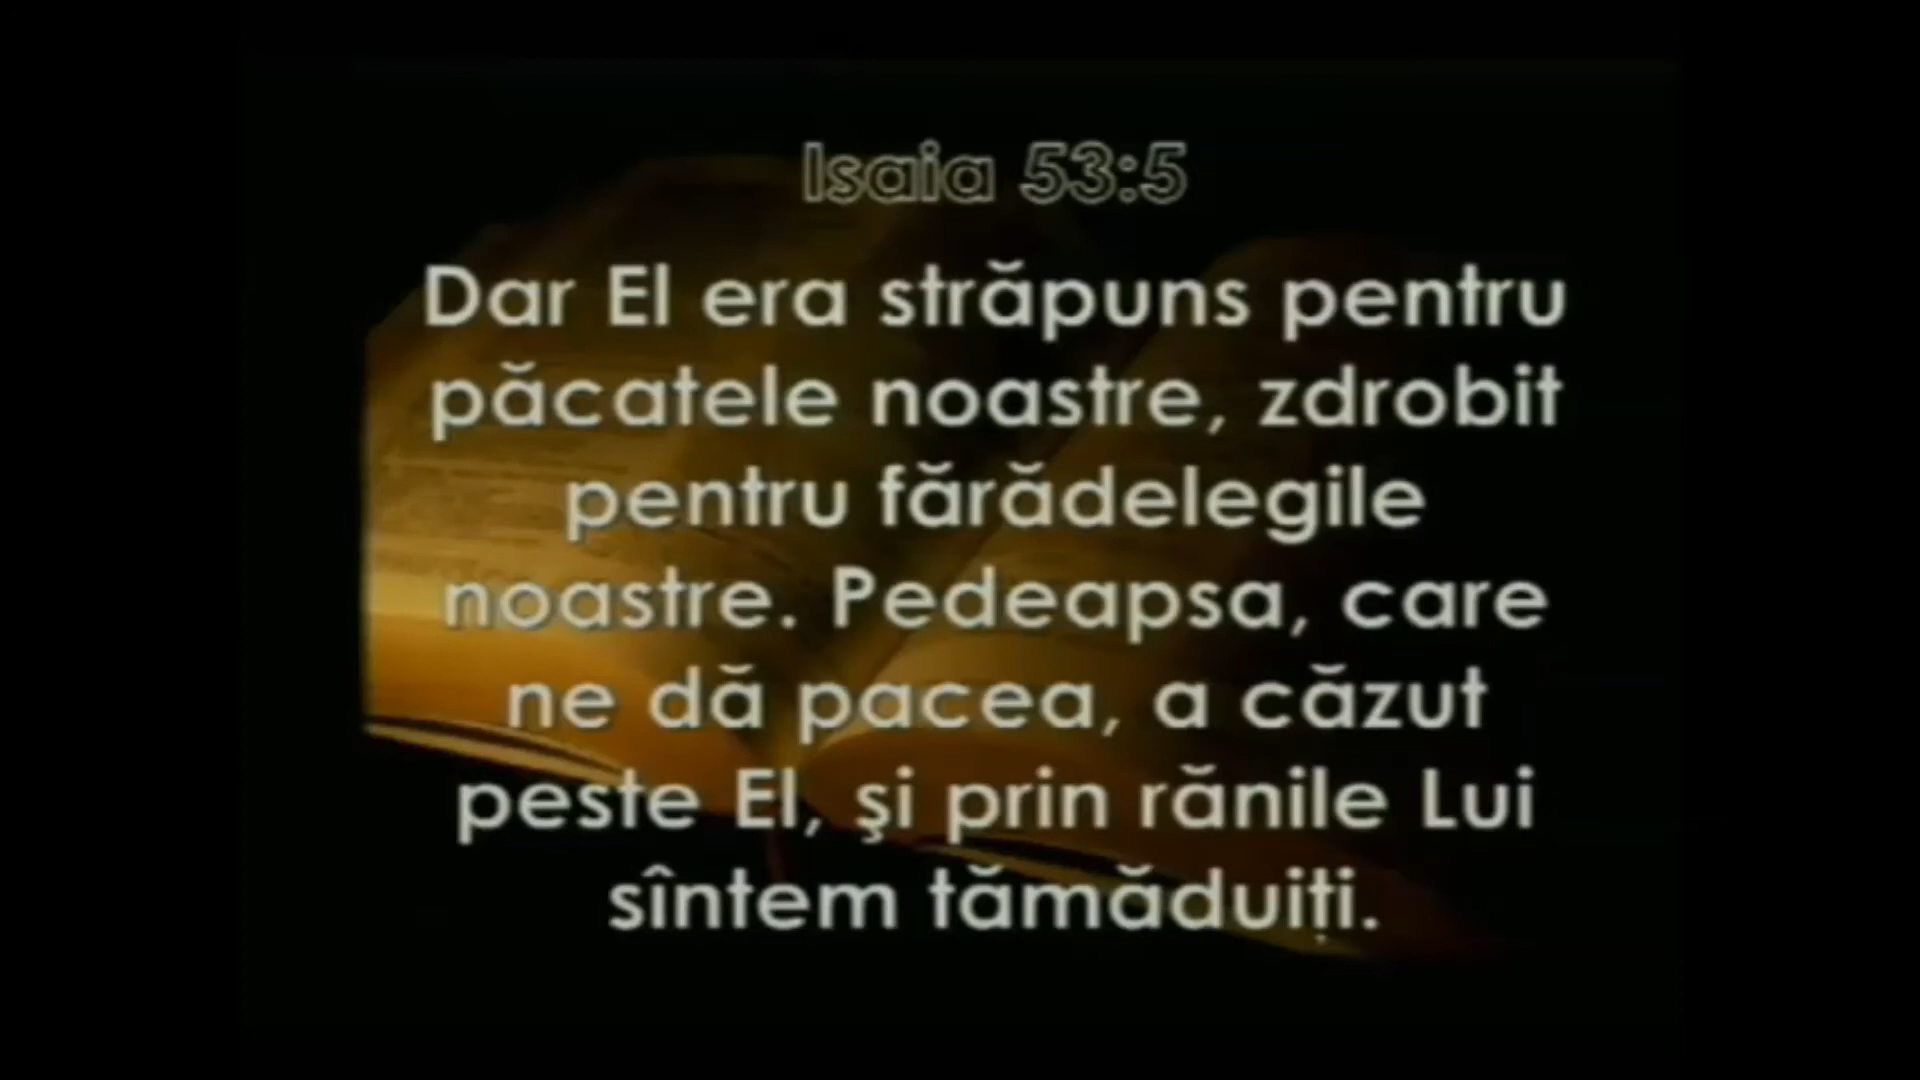 Isaia 53:5
Dar El era străpuns pentru
păcatele noastre, zdrobit
pentru fărădelegile
noastre. Pedeapsa, care
ne dă pacea, a căzut
peste El, şi prin rănile Lui
sîntem tămăduiţi.